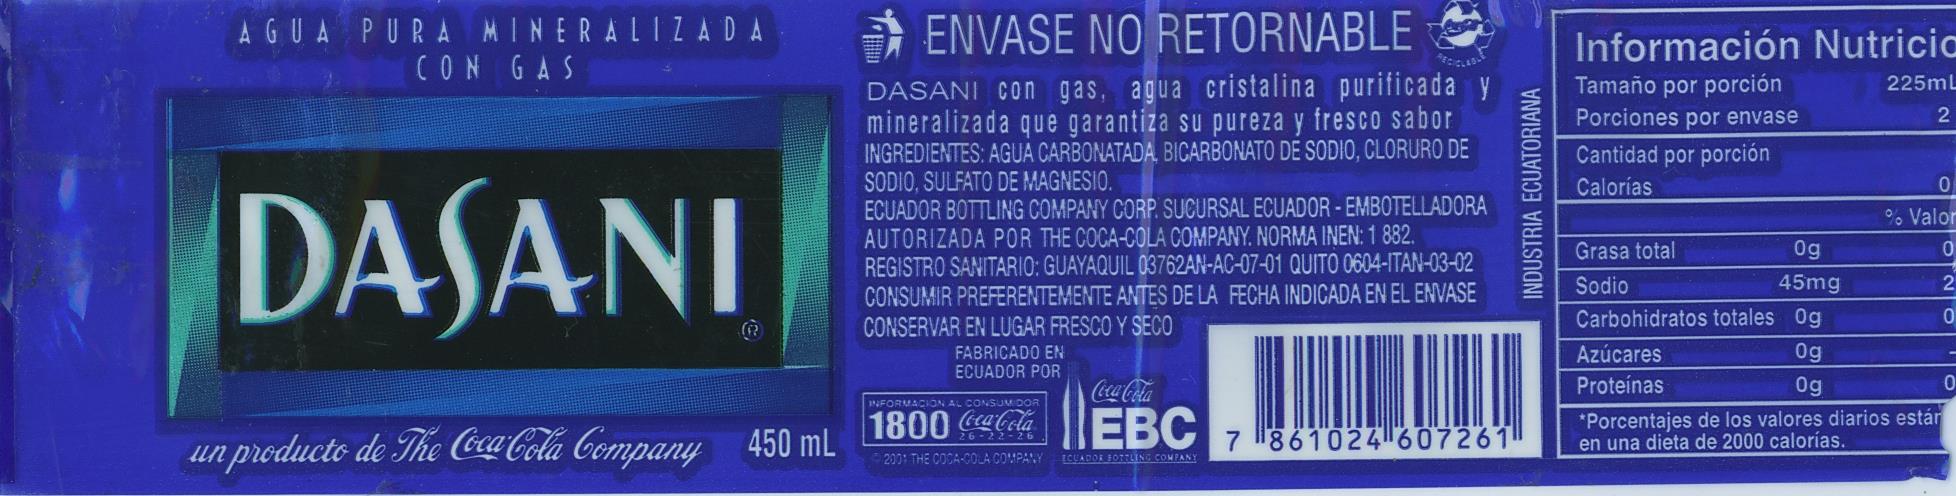 AGUA PURA MINERALIZADA
CON GAS
DASANI
®
un producto de The Coca-Cola Company 450 mL
ENVASE NO RETORNABLE
RECICLABLE
DASANI con gas, agua cristalina purificada y
mineralizada que garantiza su pureza y fresco sabor
INGREDIENTES: AGUA CARBONATADA, BICARBONATO DE SODIO, CLORURO DE
SODIO, SULFATO DE MAGNESIO.
ECUADOR BOTTLING COMPANY CORP. SUCURSAL ECUADOR - EMBOTELLADORA
AUTORIZADA POR THE COCA-COLA COMPANY. NORMA INEN: 1 882.
REGISTRO SANITARIO: GUAYAQUIL 03762AN-AC-07-01 QUITO 0604-ITAN-03-02
CONSUMIR PREFERENTEMENTE ANTES DE LA FECHA INDICADA EN EL ENVASE
CONSERVAR EN LUGAR FRESCO Y SECO
FABRICADO EN
ECUADOR POR
INFORMACION AL CONSUMIDOR
1800 Coca-Cola
26-22-26
© 2001 THE COCA-COLA COMPANY
Coca-Cola
EBC
ECUADOR BOTTLING COMPANY
7 861024 607261
INDUSTRIA ECUATORIANA
Información Nutricio
Tamaño por porción 225mL
Porciones por envase 2
Cantidad por porción
Calorías 0
% Valor
Grasa total 0g 0
Sodio 45mg 2
Carbohidratos totales 0g 0
Azúcares 0g -
Proteínas 0g 0
*Porcentajes de los valores diarios están
en una dieta de 2000 calorías.